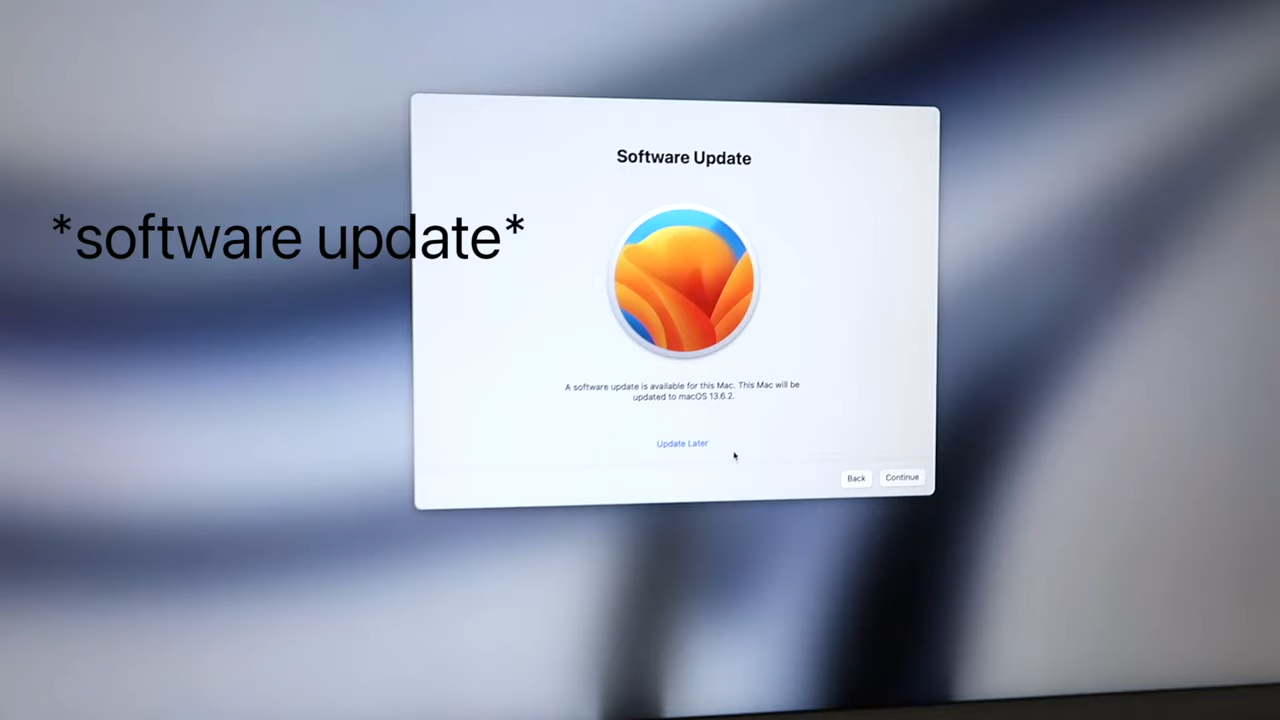 Software Update
*software update*
A software update is available for this Mac. This Mac will be
updated to macOS 13.6.2.
Update Later
Back
Continue